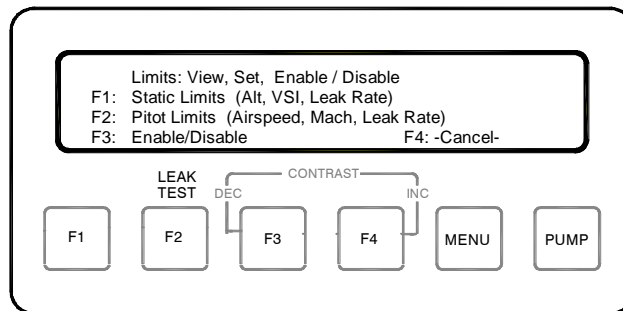 Limits: View, Set, Enable / Disable
F1: Static Limits (Alt, VSI, Leak Rate)
F2: Pitot Limits (Airspeed, Mach, Leak Rate)
F3: Enable/Disable F4: -Cancel-
LEAK
TEST
CONTRAST
DEC
INC
F1
F2
F3
F4
MENU
PUMP